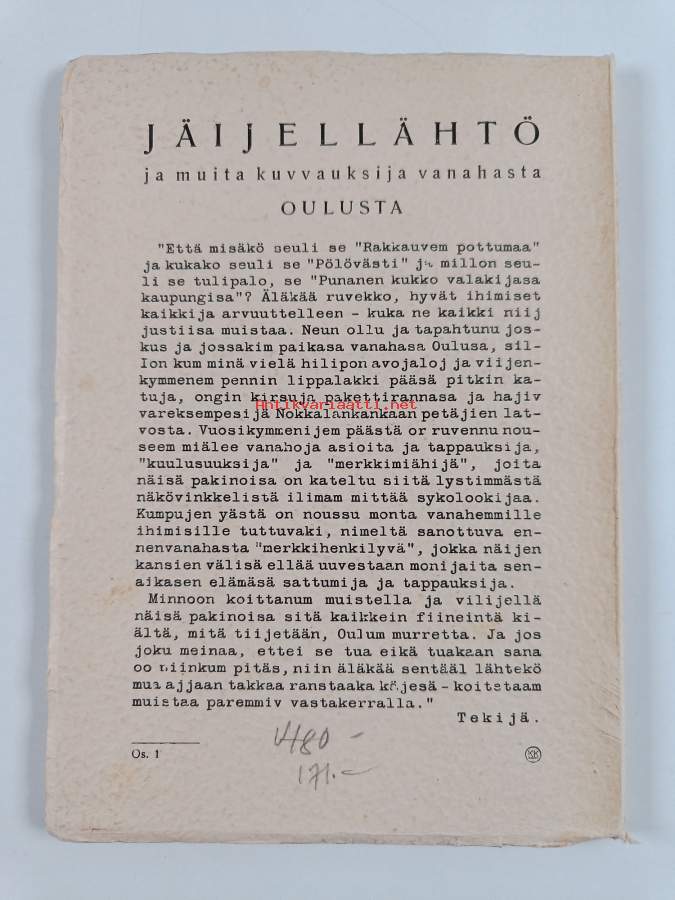 JÄIJELLÄHTÖ
ja muita kuvvauksija vanahasta
OULUSTA
"Että misäkö seuli se "Rakkauvem pottumaa"
ja kukako seuli se "Pölövästi" ja millon seu-
li se tulipalo, se "Punanen kukko valakijasa
kaupungisa"? Äläkää ruvekko, hyvät ihimiset
kaikkija arvuuttelleen - kuka ne kaikki niij
justiisa muistaa. Neun ollu ja tapahtunu jos-
kus ja jossakim paikasa vanahasa Oulusa, sil-
lon kum minä vielä hilipon avojaloj ja viijen-
kymmenem pennin lippalakki pääsä pitkin ka-
tuja, ongin kirsuja pakettirannasa ja hajiv
Antikvariaatti.net
vareksempesijä Nokkalankankaan petäjien lat-
vosta. Vuosikymmenijem päästä or ruvennu nou-
seem miälee vanahoja asioita ja tappauksija,
"kuulusuuksija" ja "merkkimiähijä", joita
näisä pakinoisa on kateltu siitä lystimmästä
näkövinkkelistä ilimam mittää sykolookijaa.
Kumpujen yästä on noussu monta vanahemmille
ihimisille tuttuvaki, nimeltä sanottuva en-
nenvanahasta "merkkihenkilyvä", jokka näijen
kansien välisä ellää uuvestaan monijaita sen-
aikasen elämäsä sattumija ja tappauksija.
Minnoon koittanum muistella ja vilijellä
näisä pakinoisa sitä kaikkein fiineintä ki-
ältä, mitä tiijetään, Oulum murretta. Ja jos
joku meinaa, ettei se tua eikä tuakaan sana
oo niinkum pitäs, niin äläkää sentääl lähtekö
mua ajjaan takkaa ranstaaka käjesä - koitetaam
muistaa paremmiv vastakerralla."
Tekijä.
480 -
171.-
Os. 1
KK